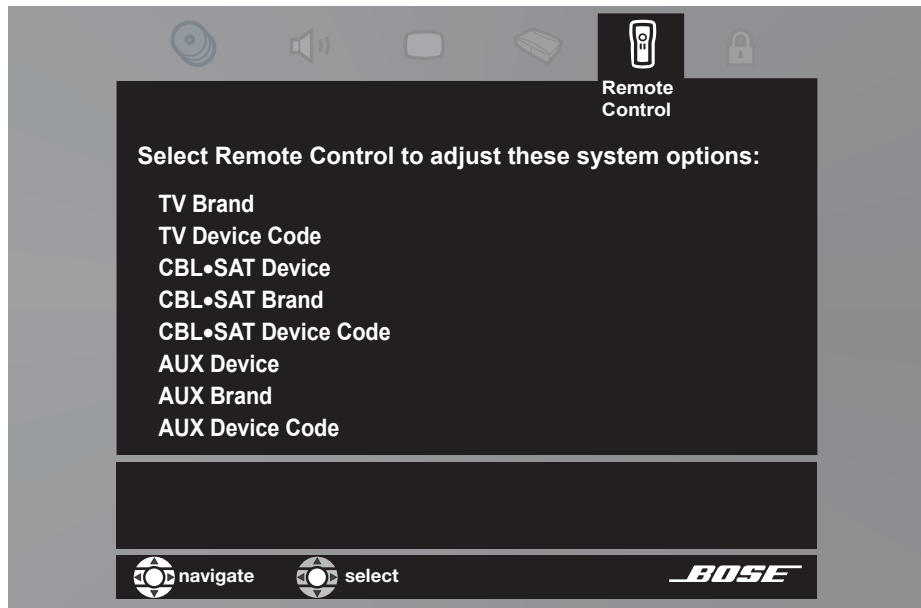 Remote
Control
Select Remote Control to adjust these system options:
TV Brand
TV Device Code
CBL•SAT Device
CBL•SAT Brand
CBL•SAT Device Code
AUX Device
AUX Brand
AUX Device Code
navigate select BOSE